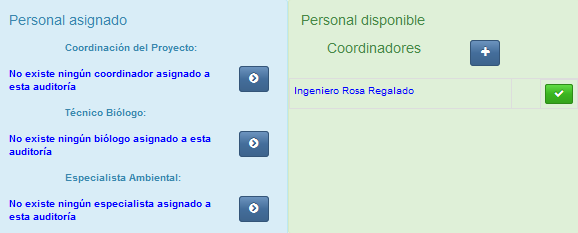 Personal asignado
Coordinación del Proyecto:
No existe ningún coordinador asignado a
esta auditoría
Técnico Biólogo:
No existe ningún biólogo asignado a esta
auditoría
Especialista Ambiental:
No existe ningún especialista asignado a
esta auditoría
Personal disponible
Coordinadores
Ingeniero Rosa Regalado